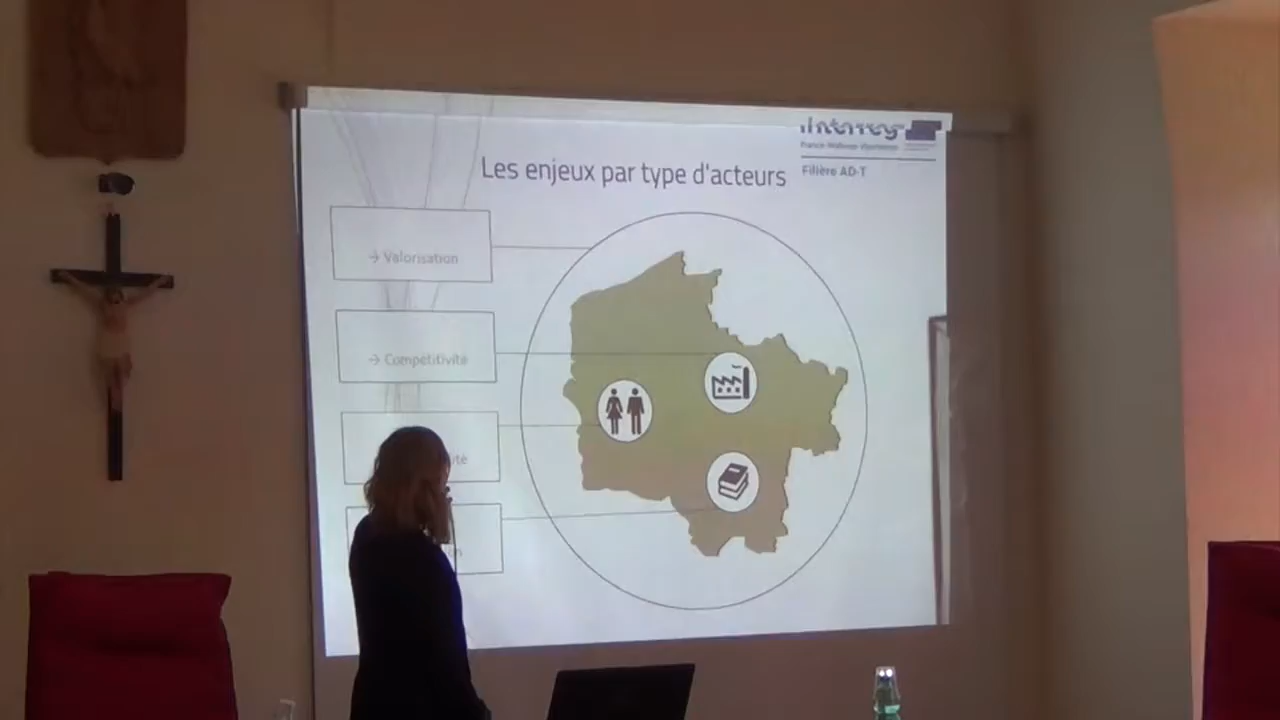 Interreg
France-Wallonie-Vlaanderen
Les enjeux par type d'acteurs
Filière AD-T
→ Valorisation
→ Compétitivité